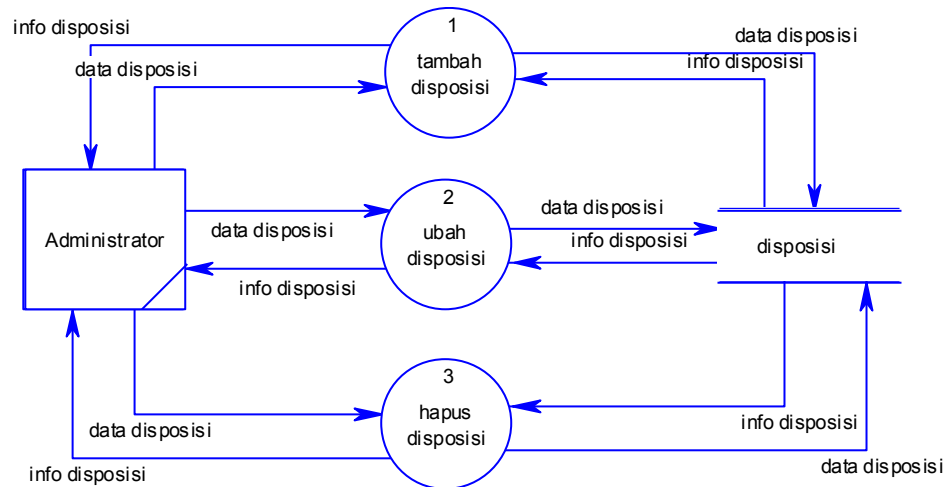 info disposisi
data disposisi
1
tambah
disposisi
data disposisi
info disposisi
Administrator
data disposisi
info disposisi
2
ubah
disposisi
data disposisi
info disposisi
disposisi
data disposisi
info disposisi
3
hapus
disposisi
info disposisi
data disposisi